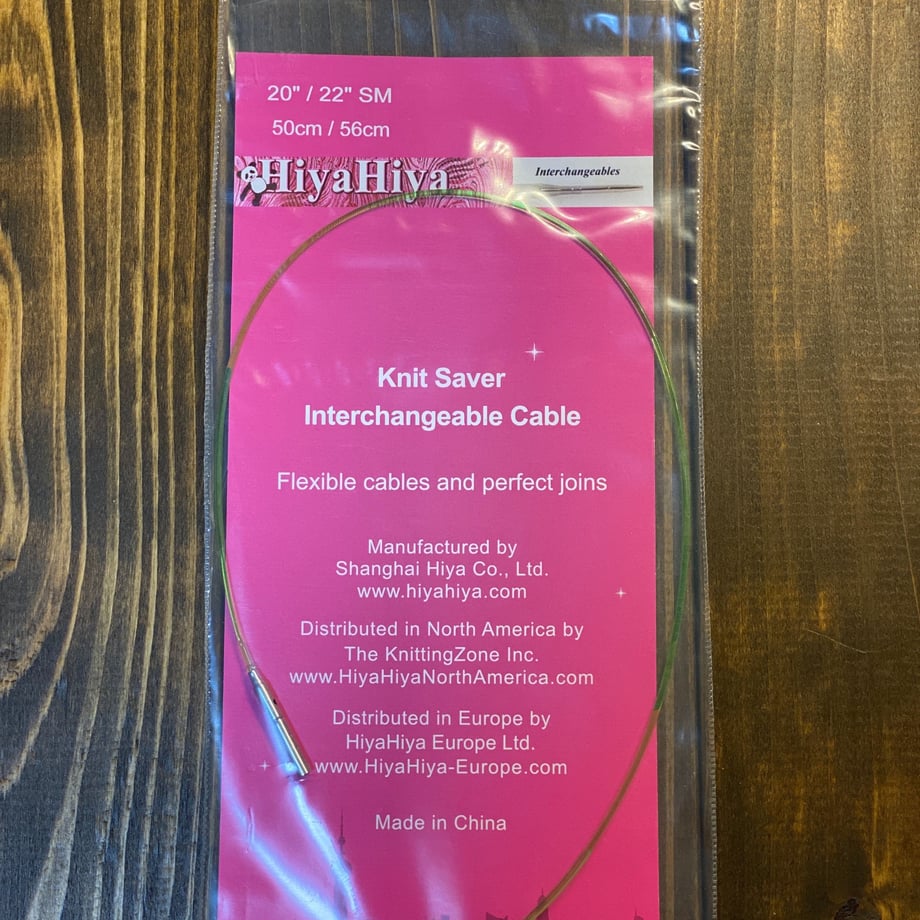 20" / 22" SM
50cm / 56cm
HiyaHiya
Interchangeables
Knit Saver
Interchangeable Cable
Flexible cables and perfect joins
Manufactured by
Shanghai Hiya Co., Ltd.
www.hiyahiya.com
Distributed in North America by
The KnittingZone Inc.
www.HiyaHiyaNorthAmerica.com
Distributed in Europe by
HiyaHiya Europe Ltd.
www.HiyaHiya-Europe.com
Made in China